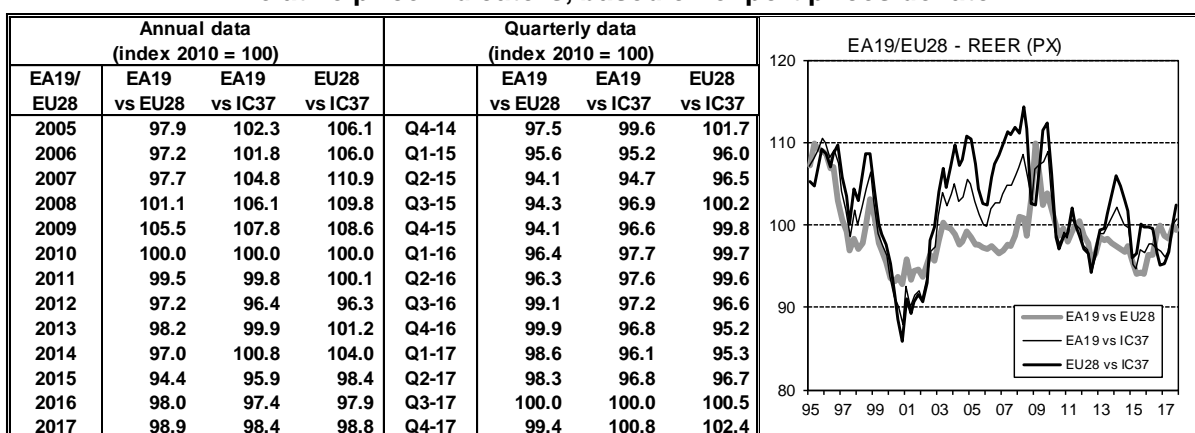 Annual data Quarterly data
(index 2010 = 100) (index 2010 = 100)
EA19/ EA19 EA19 EU28 EA19 EA19 EU28
EU28 vs EU28 vs IC37 vs IC37 vs EU28 vs IC37 vs IC37
2005 97.9 102.3 106.1 Q4-14 97.5 99.6 101.7
2006 97.2 101.8 106.0 Q1-15 95.6 95.2 96.0
2007 97.7 104.8 110.9 Q2-15 94.1 94.7 96.5
2008 101.1 106.1 109.8 Q3-15 94.3 96.9 100.2
2009 105.5 107.8 108.6 Q4-15 94.1 96.6 99.8
2010 100.0 100.0 100.0 Q1-16 96.4 97.7 99.7
2011 99.5 99.8 100.1 Q2-16 96.3 97.6 99.6
2012 97.2 96.4 96.3 Q3-16 99.1 97.2 96.6
2013 98.2 99.9 101.2 Q4-16 99.9 96.8 95.2
2014 97.0 100.8 104.0 Q1-17 98.6 96.1 95.3
2015 94.4 95.9 98.4 Q2-17 98.3 96.8 96.7
2016 98.0 97.4 97.9 Q3-17 100.0 100.0 100.5
2017 98.9 98.4 98.8 Q4-17 99.4 100.8 102.4
EA19/EU28 - REER (PX)
120
110
100
90
80
95 97 99 01 03 05 07 09 11 13 15 17
EA19 vs EU28
EA19 vs IC37
EU28 vs IC37